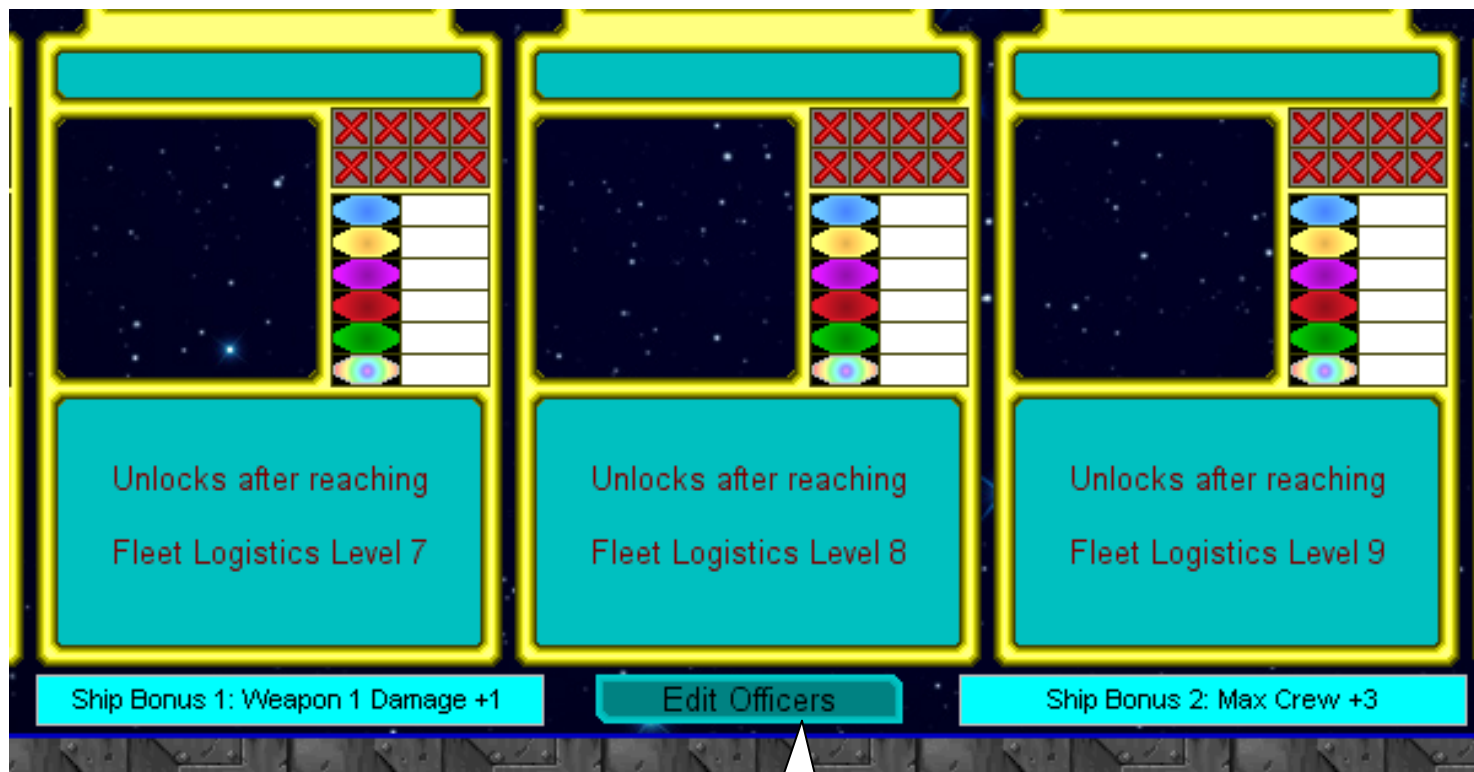 Unlocks after reaching
Fleet Logistics Level 7
Unlocks after reaching
Fleet Logistics Level 8
Unlocks after reaching
Fleet Logistics Level 9
Ship Bonus 1: Weapon 1 Damage +1
Edit Officers
Ship Bonus 2: Max Crew +3